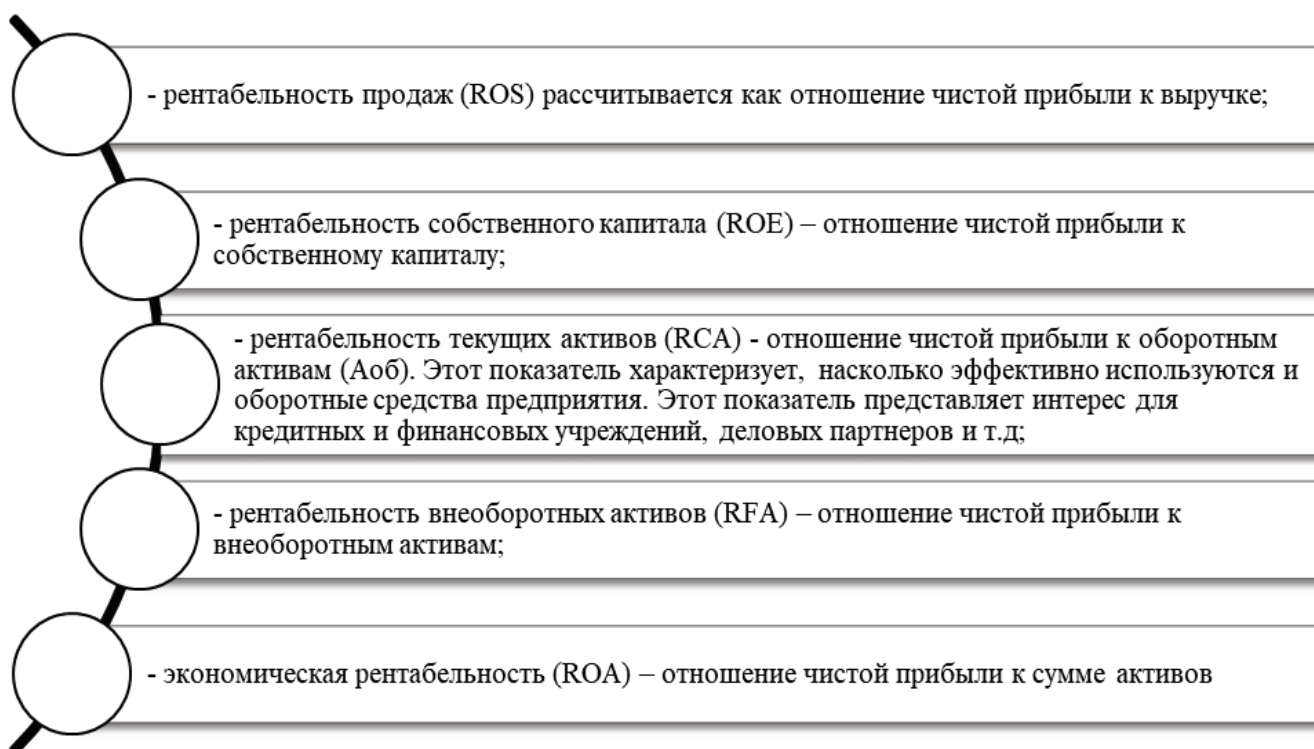 - рентабельность продаж (ROS) рассчитывается как отношение чистой прибыли к выручке;
- рентабельность собственного капитала (ROE) – отношение чистой прибыли к
собственному капиталу;
- рентабельность текущих активов (RCA) - отношение чистой прибыли к оборотным
активам (Аоб). Этот показатель характеризует, насколько эффективно используются и
оборотные средства предприятия. Этот показатель представляет интерес для
кредитных и финансовых учреждений, деловых партнеров и т.д;
- рентабельность внеоборотных активов (RFA) – отношение чистой прибыли к
внеоборотным активам;
- экономическая рентабельность (ROA) – отношение чистой прибыли к сумме активов